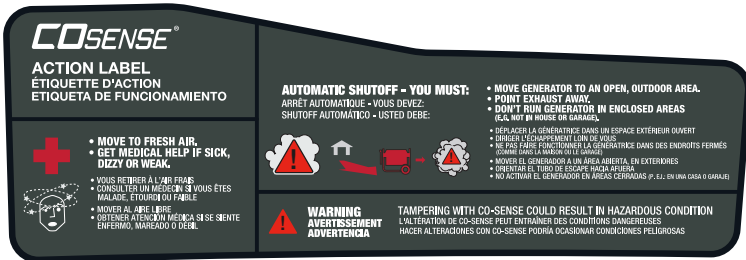 COSENSE®
ACTION LABEL
ÉTIQUETTE D'ACTION
ETIQUETA DE FUNCIONAMIENTO
• MOVE TO FRESH AIR.
• GET MEDICAL HELP IF SICK,
DIZZY OR WEAK.
• VOUS RETIRER À L'AIR FRAIS
• CONSULTER UN MÉDECIN SI VOUS ÊTES
MALADE, ÉTOURDI OU FAIBLE
• MOVER AL AIRE LIBRE
• OBTENER ATENCIÓN MÉDICA SI SE SIENTE
ENFERMO, MAREADO O DÉBIL
AUTOMATIC SHUTOFF - YOU MUST:
ARRÊT AUTOMATIQUE - VOUS DEVEZ:
SHUTOFF AUTOMÁTICO - USTED DEBE:
• MOVE GENERATOR TO AN OPEN, OUTDOOR AREA.
• POINT EXHAUST AWAY.
• DON'T RUN GENERATOR IN ENCLOSED AREAS
(E.G. NOT IN HOUSE OR GARAGE).
• DÉPLACER LA GÉNÉRATRICE DANS UN ESPACE EXTÉRIEUR OUVERT
• DIRIGER L'ÉCHAPPEMENT LOIN DE VOUS
• NE PAS FAIRE FONCTIONNER LA GÉNÉRATRICE DANS DES ENDROITS FERMÉS
(COMME DANS LA MAISON OU LE GARAGE)
• MOVER EL GENERADOR A UN ÁREA ABIERTA, EN EXTERIORES
• ORIENTAR EL TUBO DE ESCAPE HACIA AFUERA
• NO ACTIVAR EL GENERADOR EN ÁREAS CERRADAS (P. EJ.: EN UNA CASA O GARAJE)
WARNING
AVERTISSEMENT
ADVERTENCIA
TAMPERING WITH CO-SENSE COULD RESULT IN HAZARDOUS CONDITION
L'ALTÉRATION DE CO-SENSE PEUT ENTRAÎNER DES CONDITIONS DANGEREUSES
HACER ALTERACIONES CON CO-SENSE PODRÍA OCASIONAR CONDICIONES PELIGROSAS